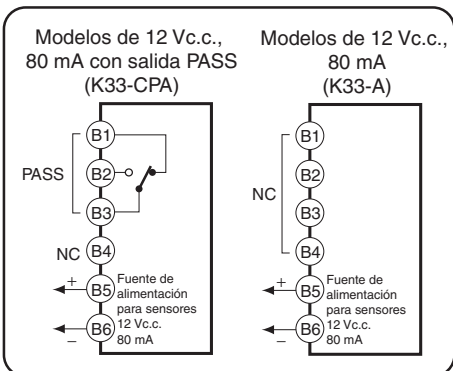 Modelos de 12 Vc.c.,
80 mA con salida PASS
(K33-CPA)
B1
PASS
B2
B3
NC
B4
+
B5
Fuente de
alimentación
para sensores
B6
12 Vc.c.
–
80 mA
Modelos de 12 Vc.c.,
80 mA
(K33-A)
B1
B2
NC
B3
B4
+
B5
Fuente de
alimentación
para sensores
B6
12 Vc.c.
–
80 mA